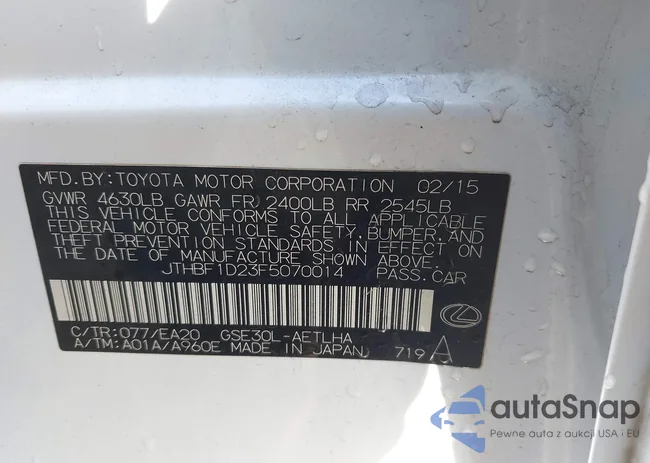 MFD.BY:TOYOTA MOTOR CORPORATION 02/15
GVWR 4630LB GAWR FR 2400LB RR 2545LB
THIS VEHICLE CONFORMS TO ALL APPLICABLE
FEDERAL MOTOR VEHICLE SAFETY, BUMPER, AND
THEFT PREVENTION STANDARDS IN EFFECT ON
THE DATE OF MANUFACTURE SHOWN ABOVE.
JTHBF1D23F5070014 PASS.CAR
C/TR:077/EA20 GSE30L-AETLHA
A/TM:A01A/A960E MADE IN JAPAN 719A
autaSnap
Pewne auta z aukcji USA i EU